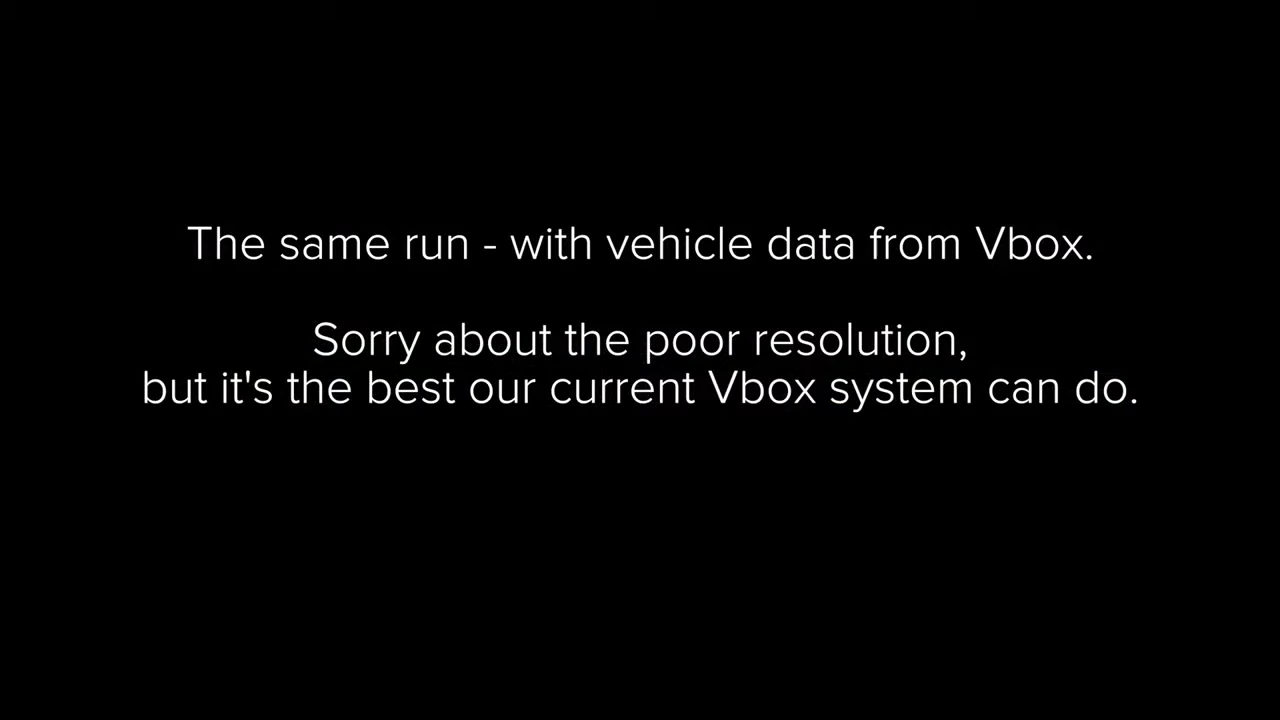 The same run - with vehicle data from Vbox.
Sorry about the poor resolution,
but it's the best our current Vbox system can do.